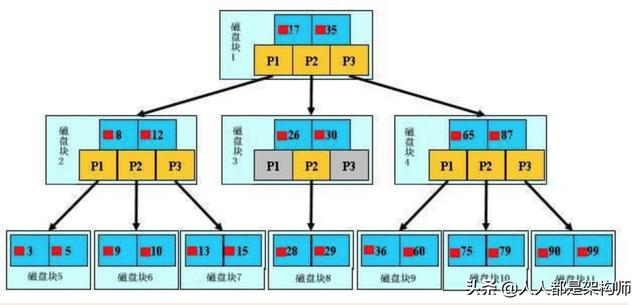 磁盘块1
17 35
P1 P2 P3
磁盘块2
8 12
P1 P2 P3
磁盘块3
26 30
P1 P2 P3
磁盘块4
65 87
P1 P2 P3
3 5
磁盘块5
9 10
磁盘块6
13 15
磁盘块7
28 29
磁盘块8
36 60
磁盘块9
75 79
磁盘块10
90 99
磁盘块11
头条 @人人都是架构师